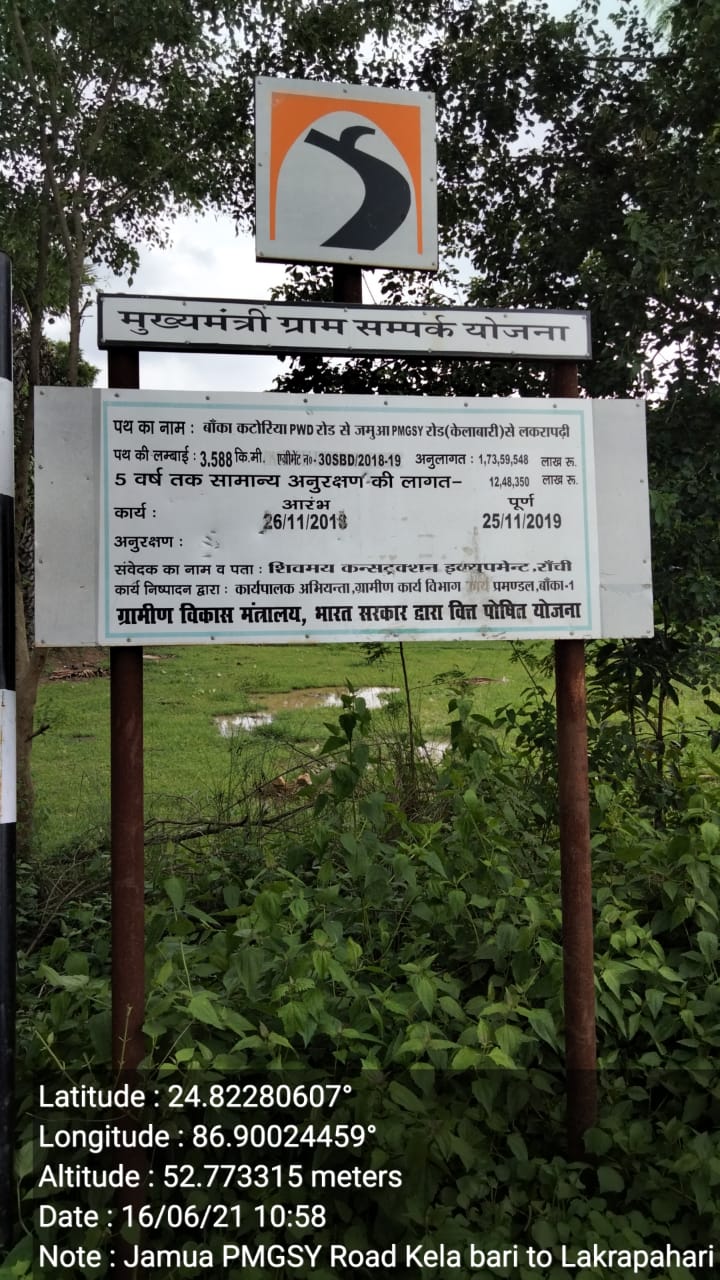 मुख्यमंत्री ग्राम सम्पर्क योजना
पथ का नाम : बाँका कटोरिया PWD रोड से जमुआ PMGSY रोड(केलाबारी)से लकरापढ़ी
पथ की लम्बाई : 3.588 कि.मी. एग्रीमेंट न०-30SBD/2018-19 अनुलागत : 1,73,59,548 लाख रू.
5 वर्ष तक सामान्य अनुरक्षण की लागत– 12,48,350 लाख रू.
आरंभ पूर्ण
कार्य : 26/11/2018 25/11/2019
अनुरक्षण :
संवेदक का नाम व पता : शिवमय कन्सट्रक्शन इक्युपमेन्ट,राँची
कार्य निष्पादन द्वारा : कार्यपालक अभियन्ता,ग्रामीण कार्य विभाग प्रमण्डल,बाँका-1
ग्रामीण विकास मंत्रालय, भारत सरकार द्वारा वित्त पोषित योजना
Latitude : 24.82280607°
Longitude : 86.90024459°
Altitude : 52.773315 meters
Date : 16/06/21 10:58
Note : Jamua PMGSY Road Kela bari to Lakrapahari